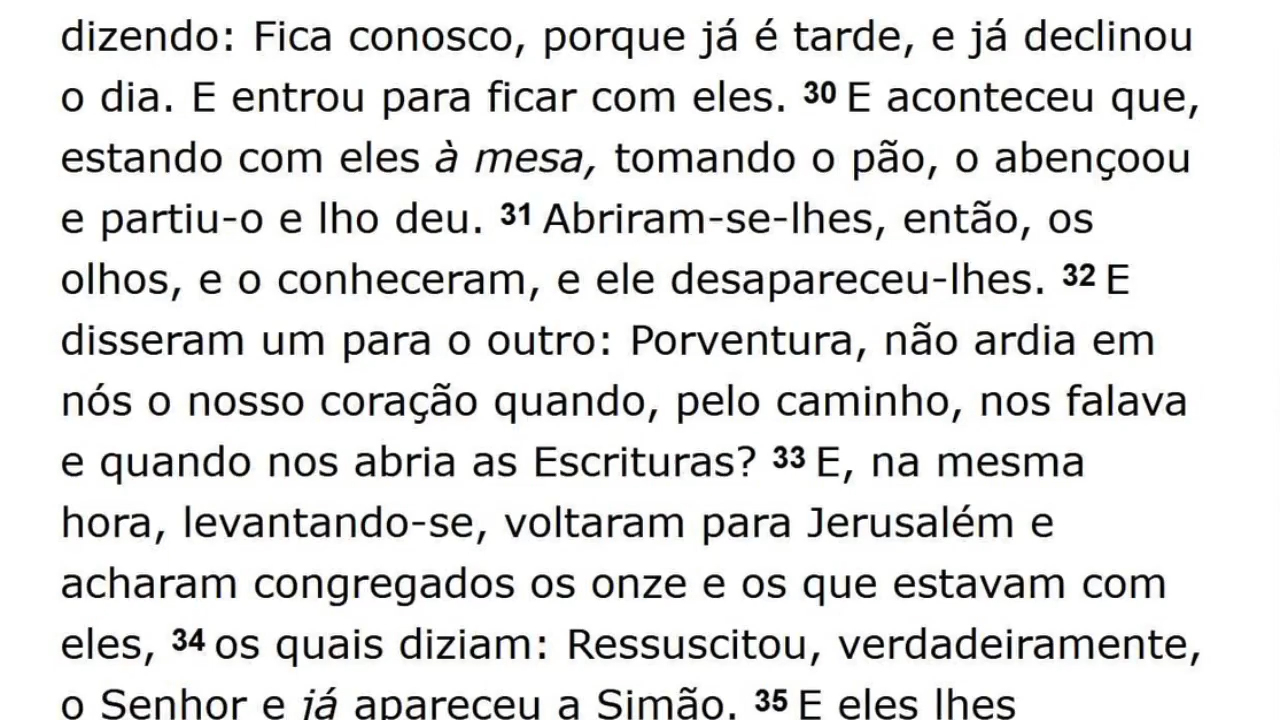 dizendo: Fica conosco, porque já é tarde, e já declinou
o dia. E entrou para ficar com eles. 30 E aconteceu que,
estando com eles à mesa, tomando o pão, o abençoou
e partiu-o e lho deu. 31 Abriram-se-lhes, então, os
olhos, e o conheceram, e ele desapareceu-lhes. 32 E
disseram um para o outro: Porventura, não ardia em
nós o nosso coração quando, pelo caminho, nos falava
e quando nos abria as Escrituras? 33 E, na mesma
hora, levantando-se, voltaram para Jerusalém e
acharam congregados os onze e os que estavam com
eles, 34 os quais diziam: Ressuscitou, verdadeiramente,
o Senhor e já apareceu a Simão. 35 E eles lhes